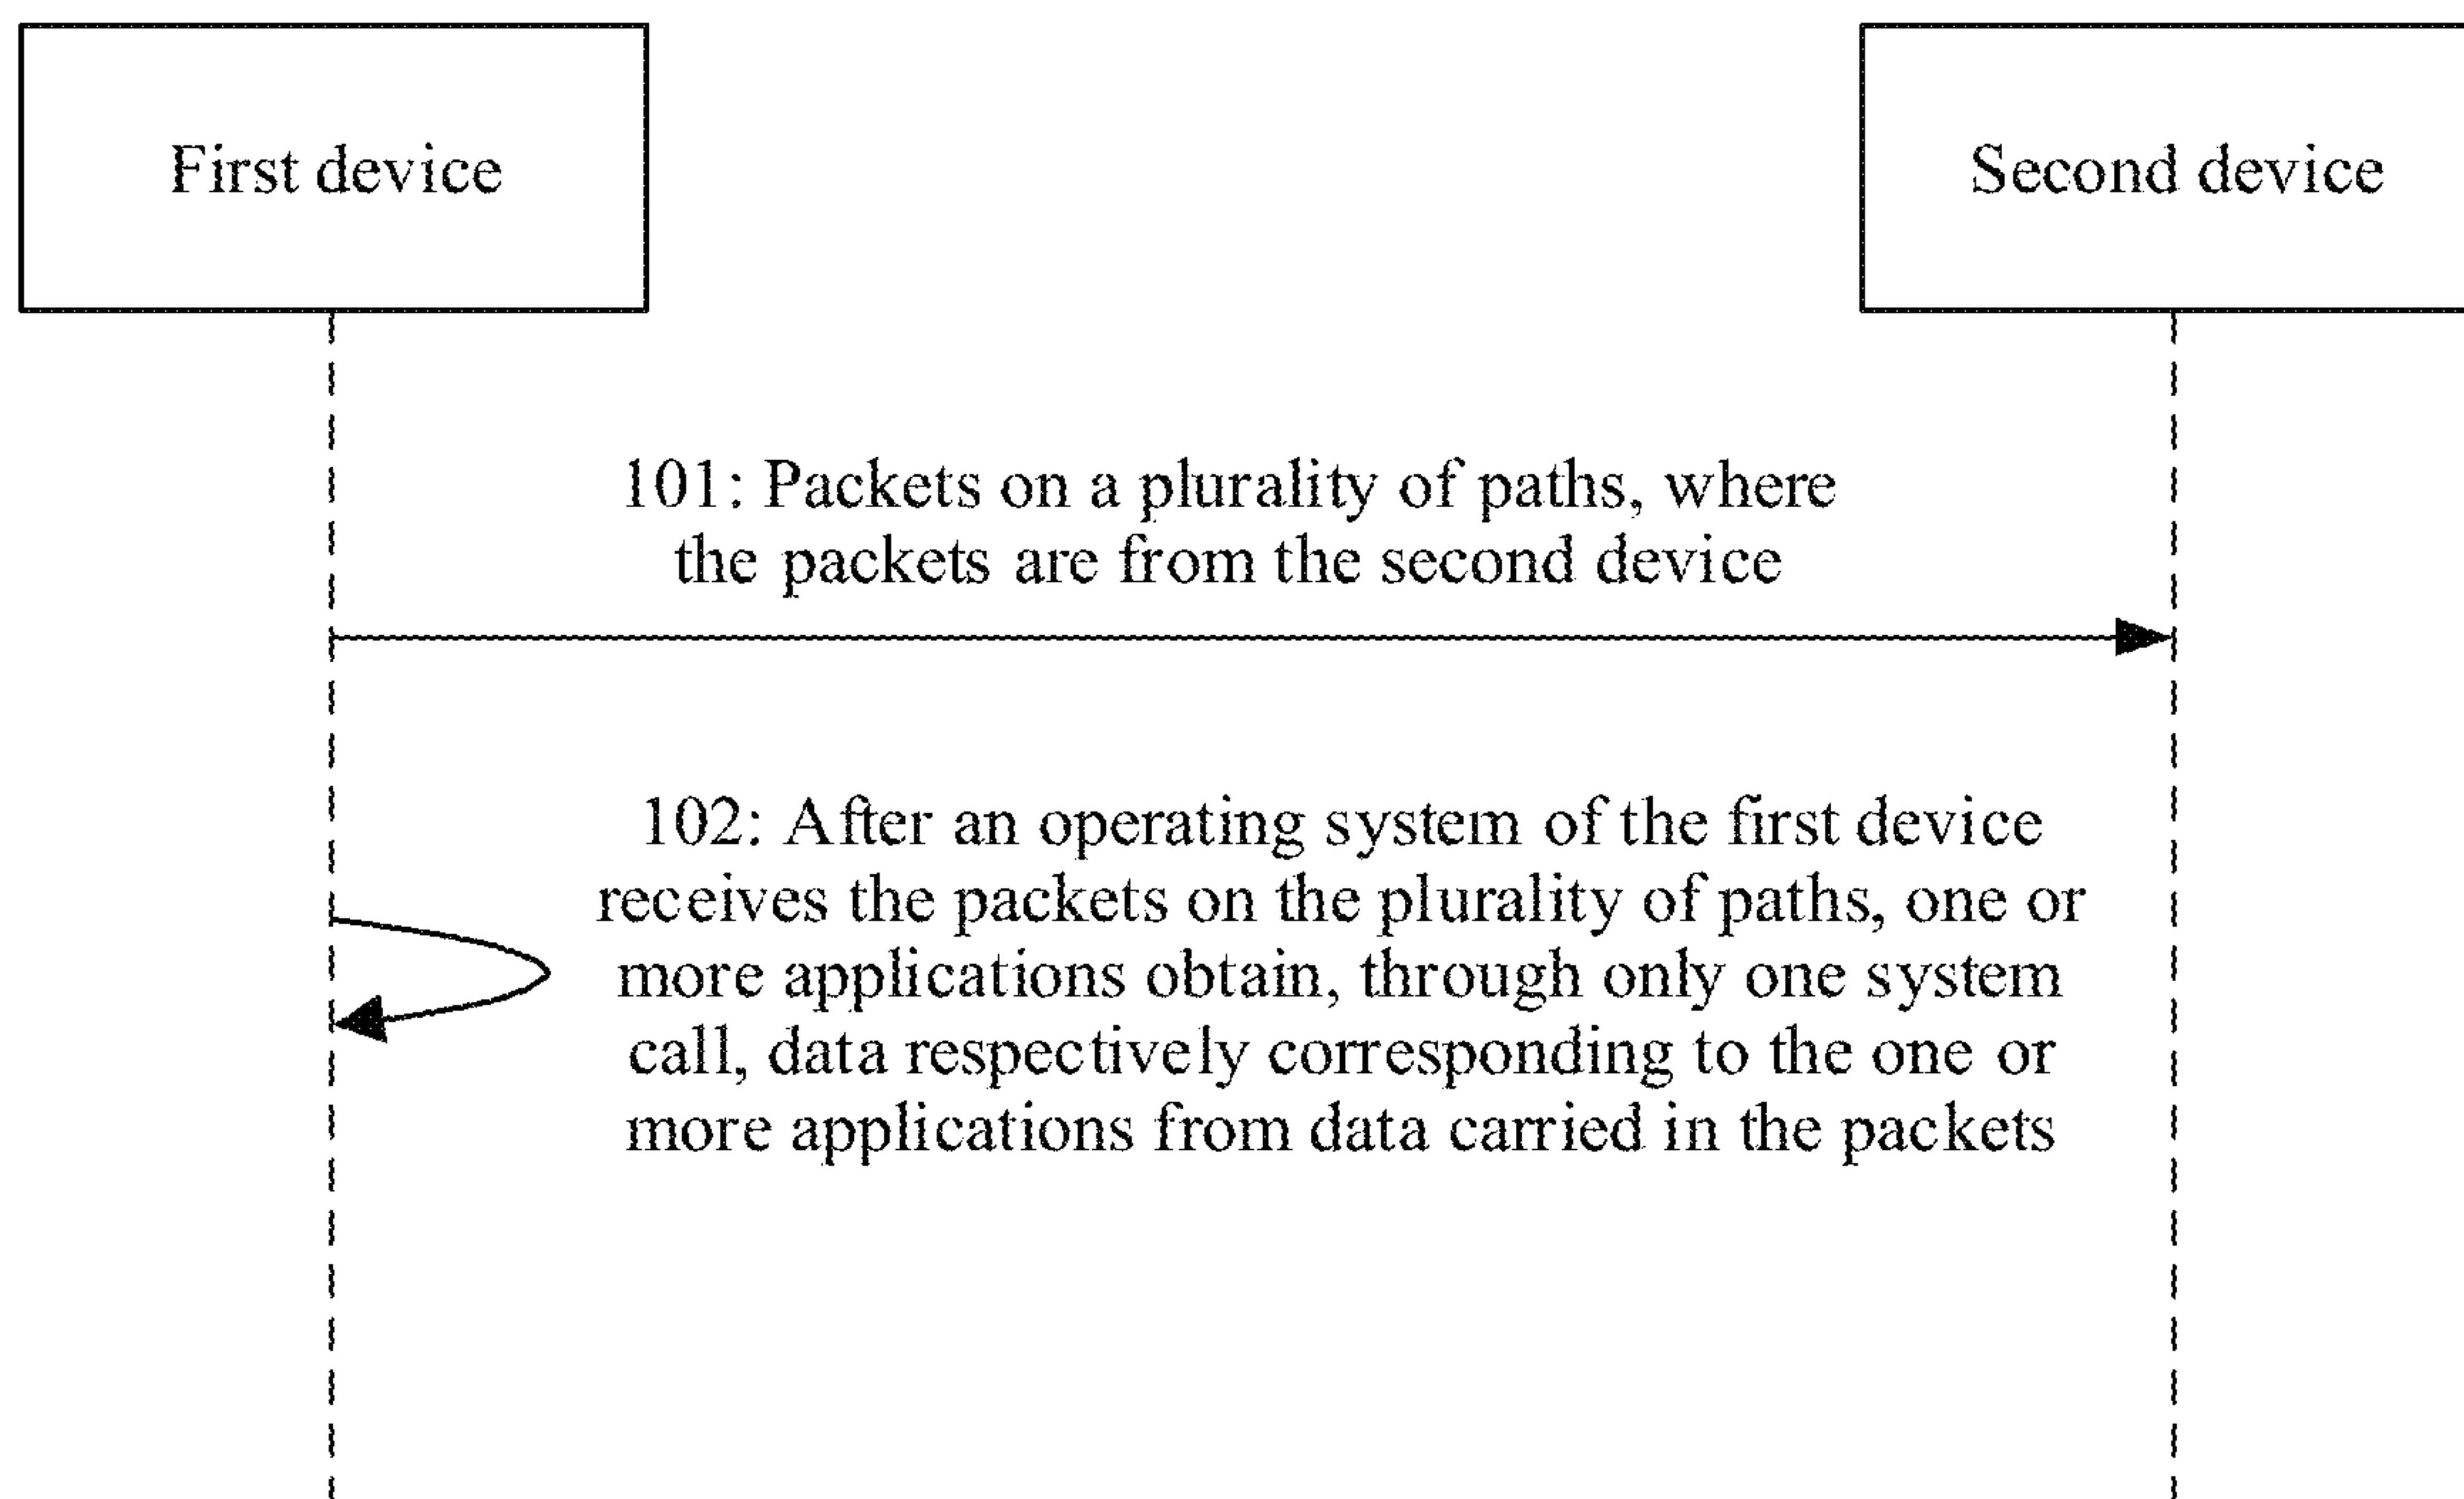 First device
Second device
101: Packets on a plurality of paths, where
the packets are from the second device
102: After an operating system of the first device
receives the packets on the plurality of paths, one or
more applications obtain, through only one system
call, data respectively corresponding to the one or
more applications from data carried in the packets